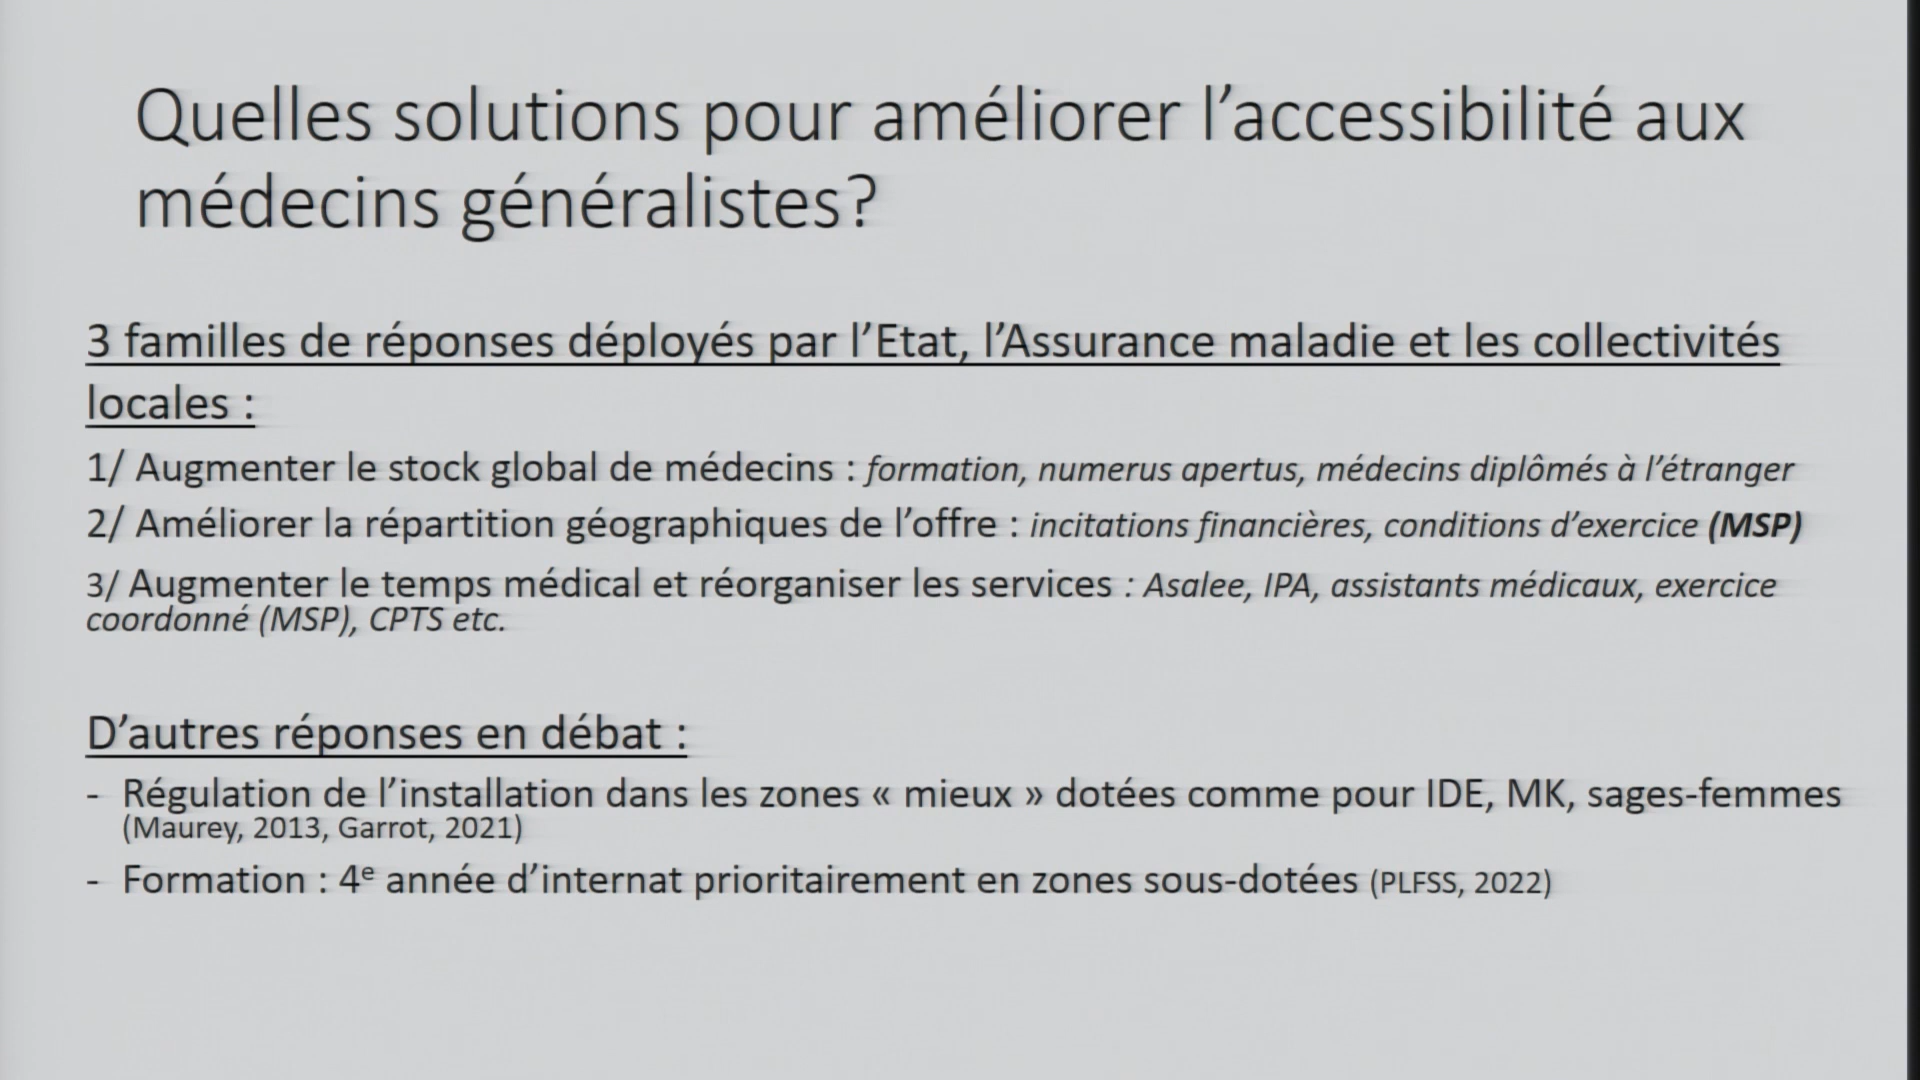 Quelles solutions pour améliorer l’accessibilité aux
médecins généralistes?
3 familles de réponses déployés par l’Etat, l’Assurance maladie et les collectivités
locales :
1/ Augmenter le stock global de médecins : formation, numerus apertus, médecins diplômés à l’étranger
2/ Améliorer la répartition géographiques de l’offre : incitations financières, conditions d’exercice (MSP)
3/ Augmenter le temps médical et réorganiser les services : Asalee, IPA, assistants médicaux, exercice
coordonné (MSP), CPTS etc.
D’autres réponses en débat :
- Régulation de l’installation dans les zones « mieux » dotées comme pour IDE, MK, sages-femmes
(Maurey, 2013, Garrot, 2021)
- Formation : 4e année d’internat prioritairement en zones sous-dotées (PLFSS, 2022)